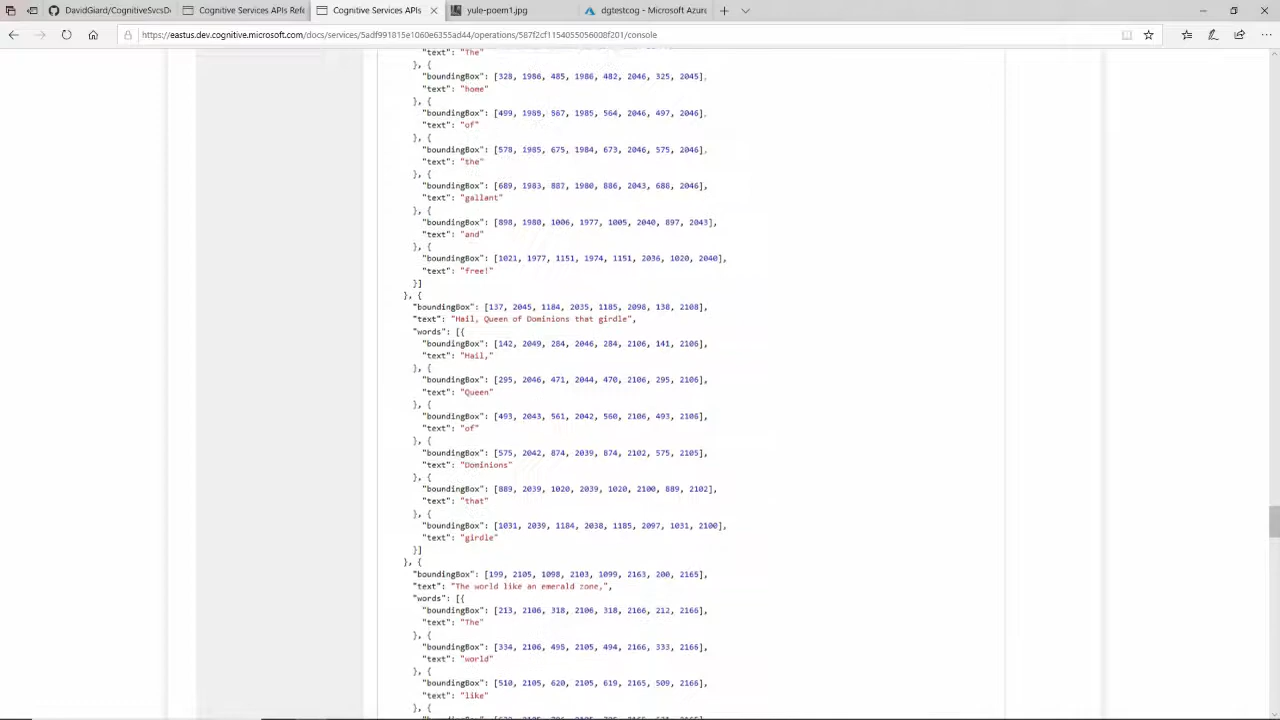 DavidGiard/CognitiveSvcsD
Cognitive Services APIs Refe
Cognitive Services APIs
yule-poem1.jpg
dgtestcog - Microsoft Azure
https://eastus.dev.cognitive.microsoft.com/docs/services/5adf991815e1060e6355ad44/operations/587f2cf1154055056008f201/console
"text": "The"
}, {
"boundingBox": [328, 1986, 485, 1986, 482, 2046, 325, 2045],
"text": "home"
}, {
"boundingBox": [499, 1985, 567, 1985, 564, 2046, 497, 2046],
"text": "of"
}, {
"boundingBox": [578, 1985, 675, 1984, 673, 2046, 575, 2046],
"text": "the"
}, {
"boundingBox": [689, 1983, 887, 1980, 886, 2043, 688, 2046],
"text": "gallant"
}, {
"boundingBox": [898, 1980, 1006, 1977, 1005, 2040, 897, 2043],
"text": "and"
}, {
"boundingBox": [1021, 1977, 1151, 1974, 1151, 2036, 1020, 2040],
"text": "free!"
}]
}, {
"boundingBox": [137, 2045, 1184, 2035, 1185, 2098, 138, 2108],
"text": "Hail, Queen of Dominions that girdle",
"words": [{
"boundingBox": [142, 2049, 284, 2046, 284, 2106, 141, 2106],
"text": "Hail,"
}, {
"boundingBox": [295, 2046, 471, 2044, 470, 2106, 295, 2106],
"text": "Queen"
}, {
"boundingBox": [493, 2043, 561, 2042, 560, 2106, 493, 2106],
"text": "of"
}, {
"boundingBox": [575, 2042, 874, 2039, 874, 2102, 575, 2105],
"text": "Dominions"
}, {
"boundingBox": [889, 2039, 1020, 2039, 1020, 2100, 889, 2102],
"text": "that"
}, {
"boundingBox": [1031, 2039, 1184, 2038, 1185, 2097, 1031, 2100],
"text": "girdle"
}]
}, {
"boundingBox": [199, 2105, 1098, 2103, 1099, 2163, 200, 2165],
"text": "The world like an emerald zone,",
"words": [{
"boundingBox": [213, 2106, 318, 2106, 318, 2166, 212, 2166],
"text": "The"
}, {
"boundingBox": [334, 2106, 495, 2105, 494, 2166, 333, 2166],
"text": "world"
}, {
"boundingBox": [510, 2105, 620, 2105, 619, 2165, 509, 2166],
"text": "like"
}, {